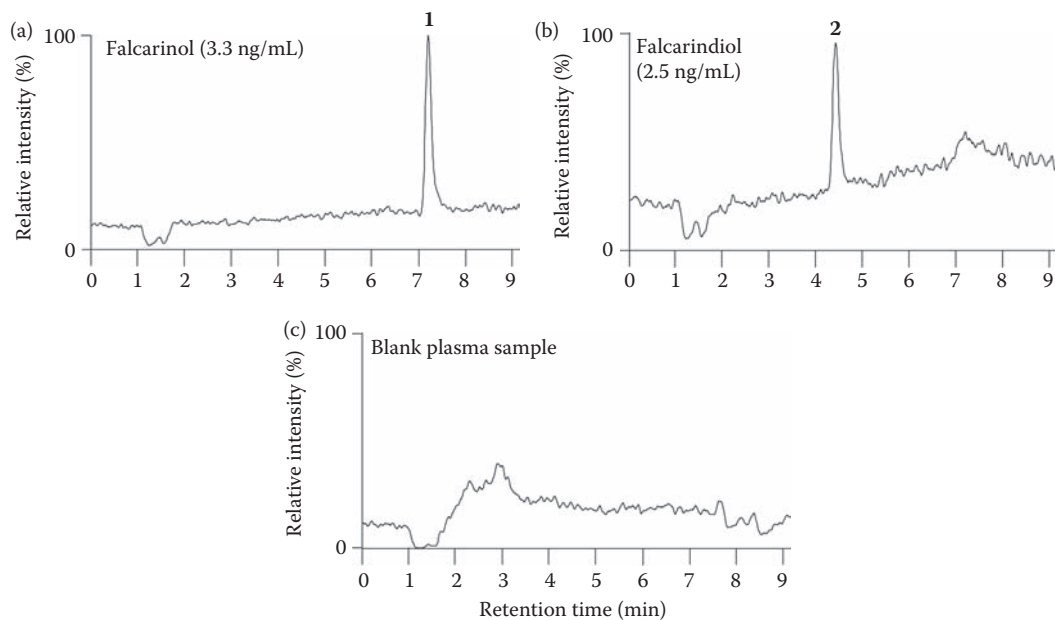 (a)
100
Falcarinol (3.3 ng/mL)
1
Relative intensity (%)
0
0 1 2 3 4 5 6 7 8 9
(b)
100
Falcarindiol
(2.5 ng/mL)
2
Relative intensity (%)
0
0 1 2 3 4 5 6 7 8 9
(c)
100
Blank plasma sample
Relative intensity (%)
0
0 1 2 3 4 5 6 7 8 9
Retention time (min)